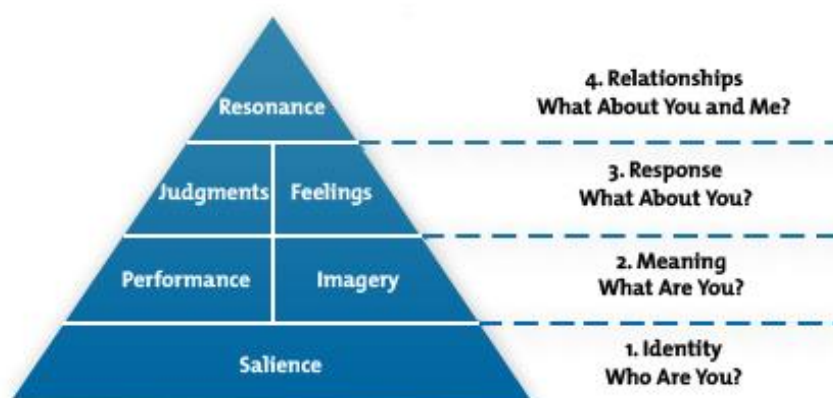 4. Relationships
What About You and Me?
Resonance
3. Response
What About You?
Judgments Feelings
2. Meaning
What Are You?
Performance Imagery
1. Identity
Who Are You?
Salience